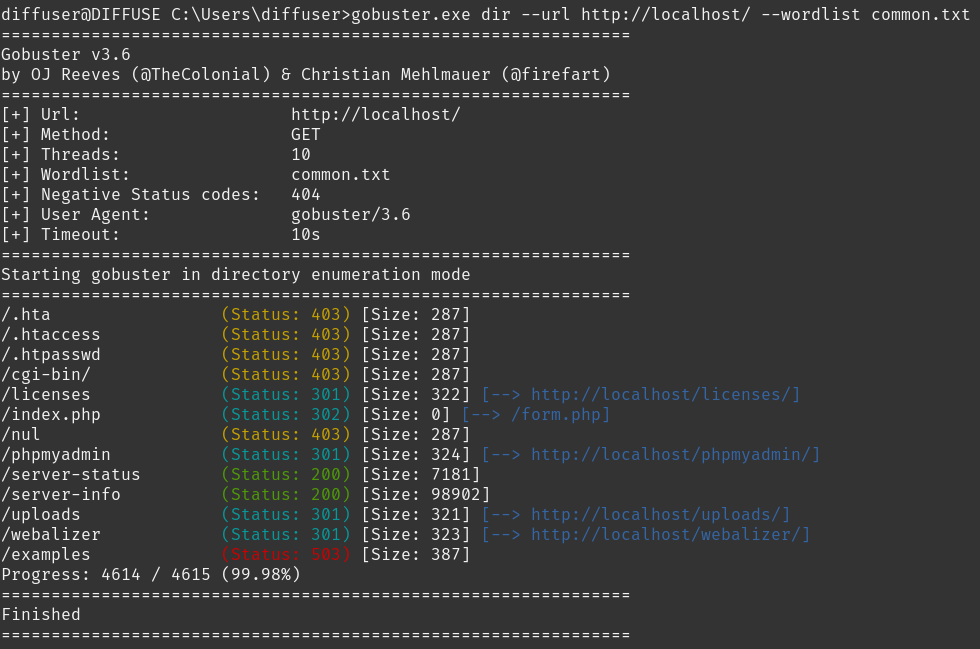 diffuser@DIFFUSE C:\Users\diffuser>gobuster.exe dir --url http://localhost/ --wordlist common.txt
===============================================================
Gobuster v3.6
by OJ Reeves (@TheColonial) & Christian Mehlmauer (@firefart)
===============================================================
[+] Url:                     http://localhost/
[+] Method:                  GET
[+] Threads:                 10
[+] Wordlist:                common.txt
[+] Negative Status codes:   404
[+] User Agent:              gobuster/3.6
[+] Timeout:                 10s
===============================================================
Starting gobuster in directory enumeration mode
===============================================================
/.hta                 (Status: 403) [Size: 287]
/.htaccess            (Status: 403) [Size: 287]
/.htpasswd            (Status: 403) [Size: 287]
/cgi-bin/             (Status: 403) [Size: 287]
/licenses             (Status: 301) [Size: 322] [--> http://localhost/licenses/]
/index.php            (Status: 302) [Size: 0] [--> /form.php]
/nul                  (Status: 403) [Size: 287]
/phpmyadmin           (Status: 301) [Size: 324] [--> http://localhost/phpmyadmin/]
/server-status        (Status: 200) [Size: 7181]
/server-info          (Status: 200) [Size: 98902]
/uploads              (Status: 301) [Size: 321] [--> http://localhost/uploads/]
/webalizer            (Status: 301) [Size: 323] [--> http://localhost/webalizer/]
/examples             (Status: 503) [Size: 387]
Progress: 4614 / 4615 (99.98%)
===============================================================
Finished
===============================================================